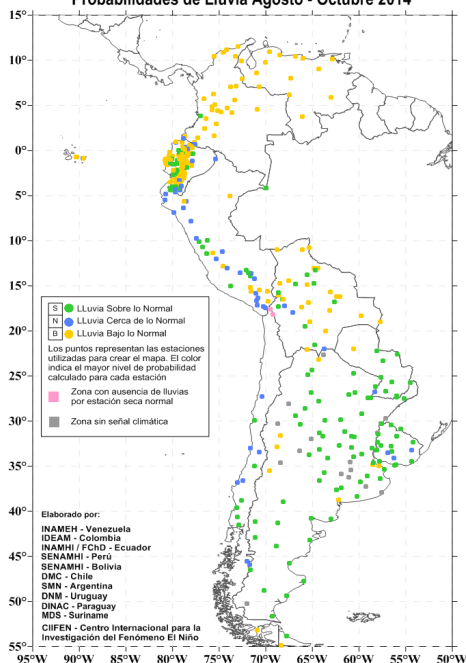 Probabilidades de Lluvia Agosto - Octubre 2014
15°
10°
5°
0°
5°
10°
15°
20°
25°
30°
35°
40°
45°
50°
55°
S LLuvia Sobre lo Normal
N LLuvia Cerca de lo Normal
B LLuvia Bajo lo Normal
Los puntos representan las estaciones
utilizadas para crear el mapa. El color
indica el mayor nivel de probabilidad
calculado para cada estación
Zona con ausencia de lluvias
por estación seca normal
Zona sin señal climática
Elaborado por:
INAMEH - Venezuela
IDEAM - Colombia
INAMHI / FChD - Ecuador
SENAMHI - Perú
SENAMHI - Bolivia
DMC - Chile
SMN - Argentina
DNM - Uruguay
DINAC - Paraguay
MDS - Suriname
CIIFEN - Centro Internacional para la
Investigación del Fenómeno El Niño
95°W 90°W 85°W 80°W 75°W 70°W 65°W 60°W 55°W 50°W